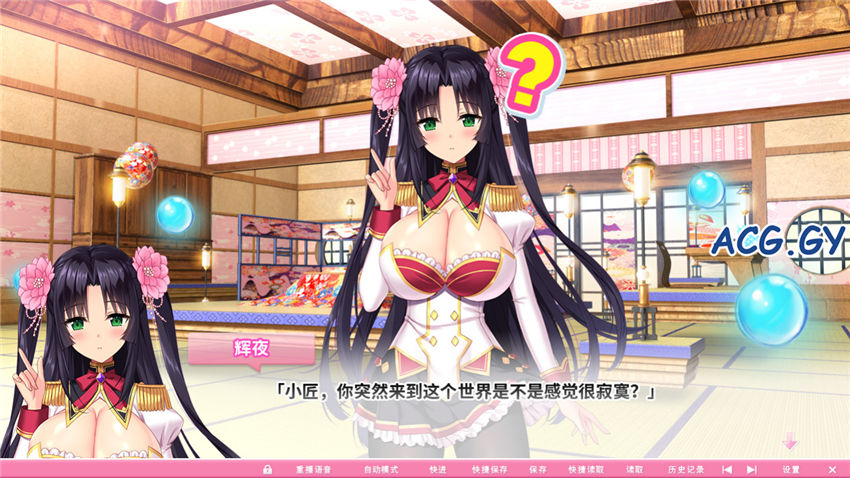 ?
ACG.GY
辉夜
「小匠，你突然来到这个世界是不是感觉很寂寞？」
重播语音 自动模式 快进 快捷保存 保存 快捷读取 读取 历史记录 设置